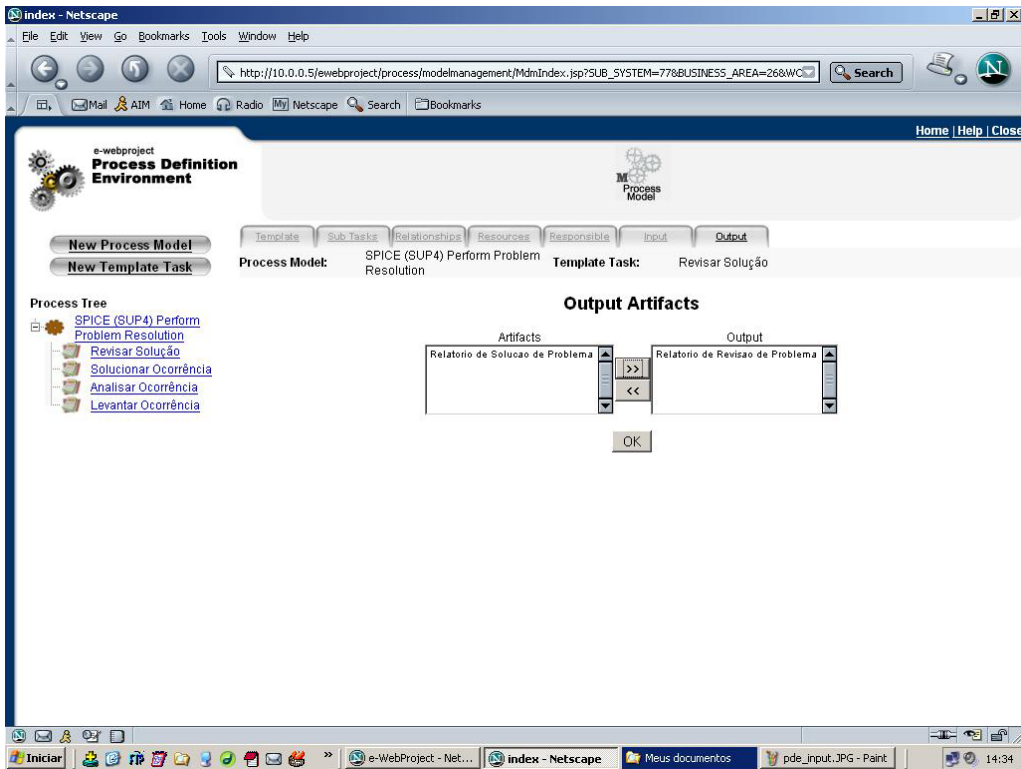 index - Netscape
File Edit View Go Bookmarks Tools Window Help
http://10.0.0.5/ewebproject/process/modelmanagement/MdmIndex.jsp?SUB_SYSTEM=77&BUSINESS_AREA=26&WC
Search
N
Mail AIM Home Radio My Netscape Search Bookmarks
Home | Help | Close
e-webproject
Process Definition
Environment
M
Process
Model
New Process Model
New Template Task
Template Sub Tasks Relationships Resources Responsible Input Output
Process Model: SPICE (SUP4) Perform Problem Resolution Template Task: Revisar Solução
Process Tree
SPICE (SUP4) Perform
Problem Resolution
Revisar Solução
Solucionar Ocorrência
Analisar Ocorrência
Levantar Ocorrência
Output Artifacts
Artifacts Output
Relatorio de Solucao de Problema >> Relatorio de Revisao de Problema
<<
OK
Iniciar » e-WebProject - Net... index - Netscape Meus documentos pde_input.JPG - Paint 14:34